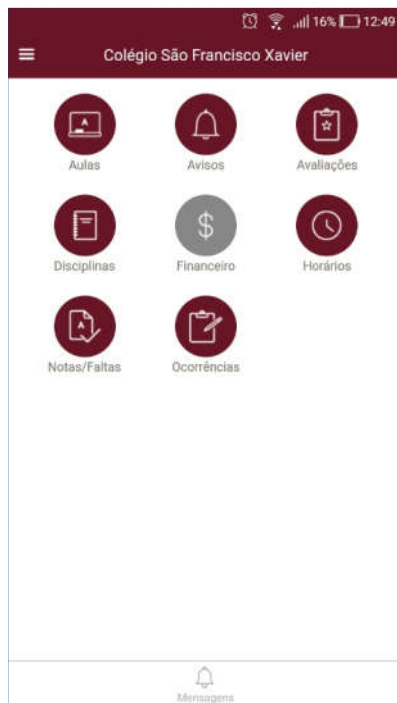 16% 12:49
Colégio São Francisco Xavier
Aulas Avisos Avaliações
Disciplinas Financeiro Horários
Notas/Faltas Ocorrências
Mensagens